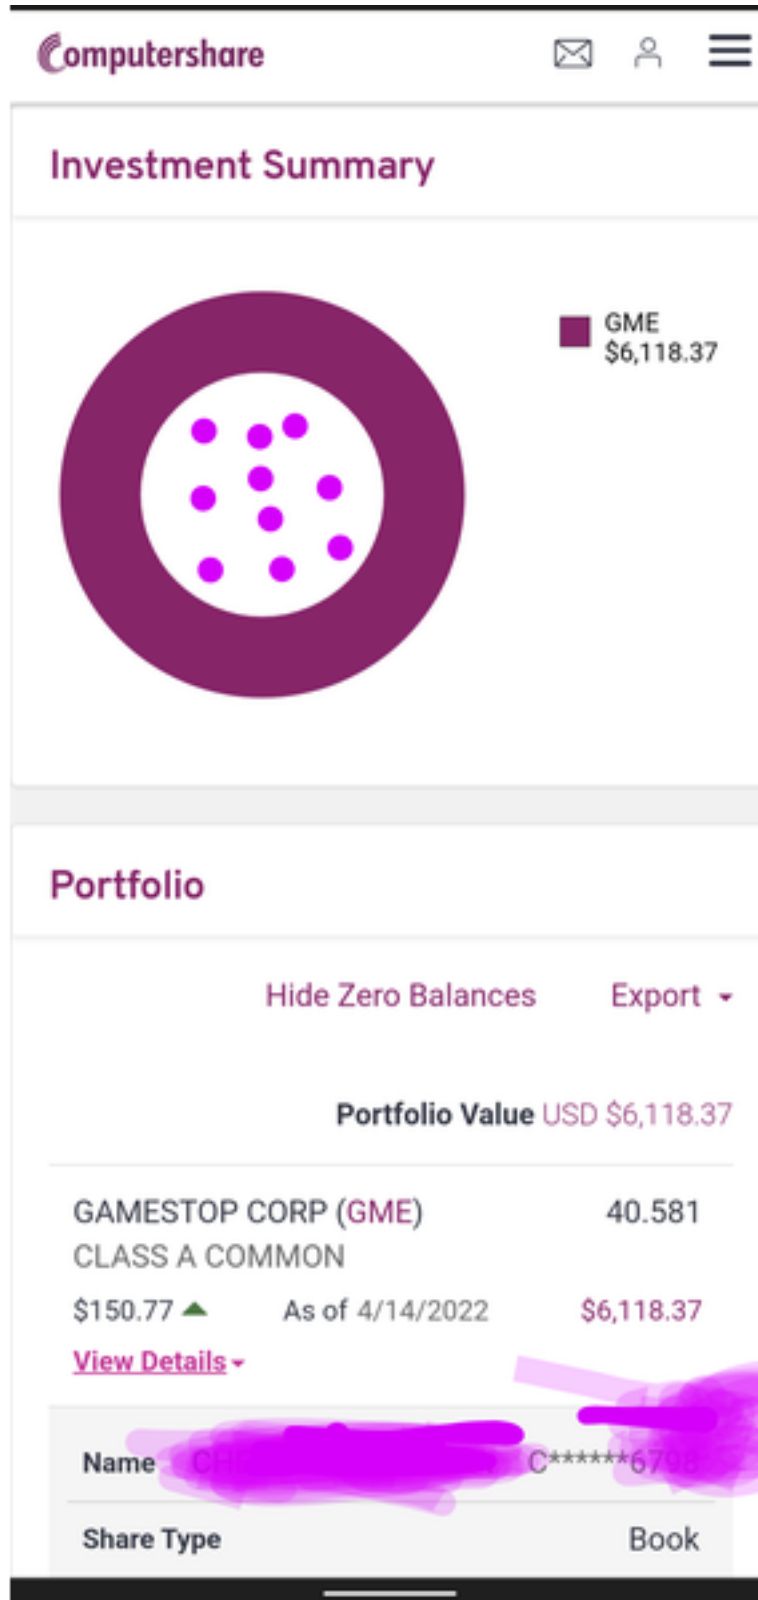 Computershare
Investment Summary
GME
$6,118.37
Portfolio
Hide Zero Balances Export
Portfolio Value USD $6,118.37
GAMESTOP CORP (GME) 40.581
CLASS A COMMON
$150.77 As of 4/14/2022 $6,118.37
View Details
Name
Share Type Book